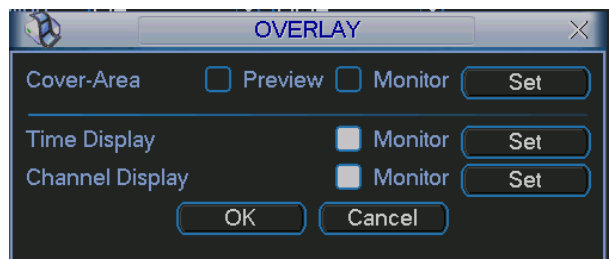 OVERLAY
Cover-Area Preview Monitor Set
Time Display Monitor Set
Channel Display Monitor Set
OK Cancel